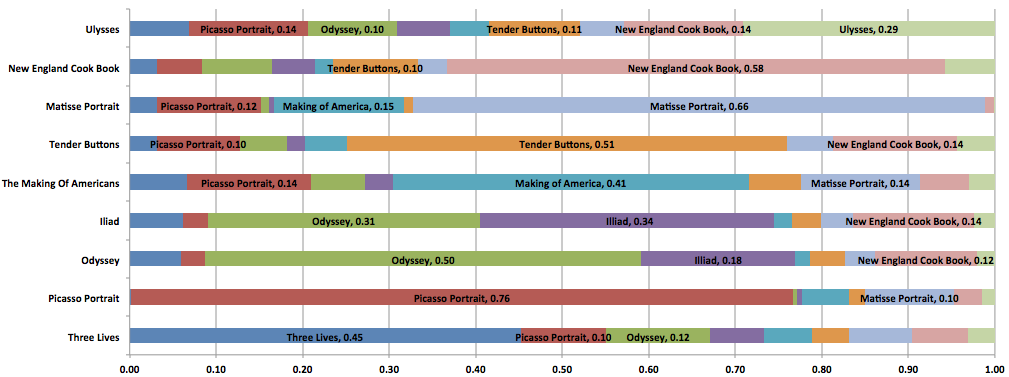 Ulysses
Picasso Portrait, 0.14
Odyssey, 0.10
Tender Buttons, 0.11
New England Cook Book, 0.14
Ulysses, 0.29
New England Cook Book
Tender Buttons, 0.10
New England Cook Book, 0.58
Matisse Portrait
Picasso Portrait, 0.12
Making of America, 0.15
Matisse Portrait, 0.66
Tender Buttons
Picasso Portrait, 0.10
Tender Buttons, 0.51
New England Cook Book, 0.14
The Making Of Americans
Picasso Portrait, 0.14
Making of America, 0.41
Matisse Portrait, 0.14
Iliad
Odyssey, 0.31
Illiad, 0.34
New England Cook Book, 0.14
Odyssey
Odyssey, 0.50
Illiad, 0.18
New England Cook Book, 0.12
Picasso Portrait
Picasso Portrait, 0.76
Matisse Portrait, 0.10
Three Lives
Three Lives, 0.45
Picasso Portrait, 0.10
Odyssey, 0.12
0.00 0.10 0.20 0.30 0.40 0.50 0.60 0.70 0.80 0.90 1.00